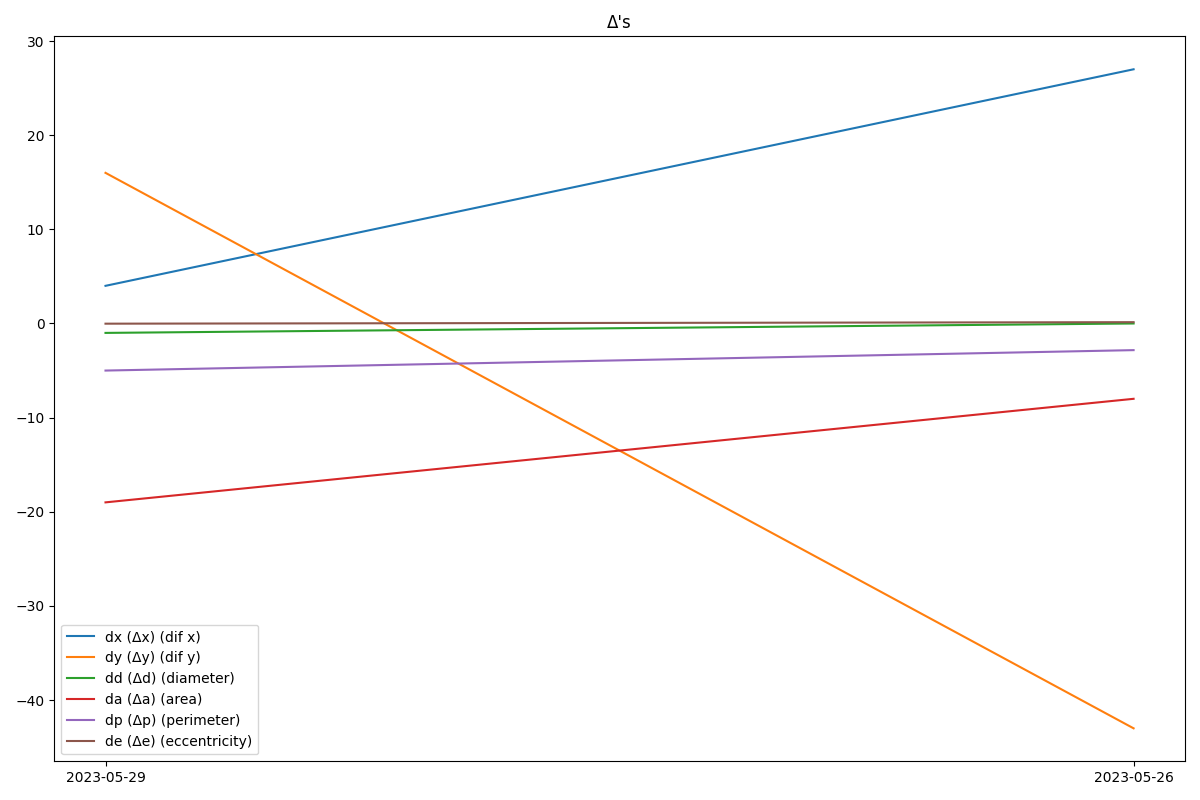 Δ's
30
20
10
0
−10
−20
−30
−40
dx (Δx) (dif x)
dy (Δy) (dif y)
dd (Δd) (diameter)
da (Δa) (area)
dp (Δp) (perimeter)
de (Δe) (eccentricity)
2023-05-29 2023-05-26